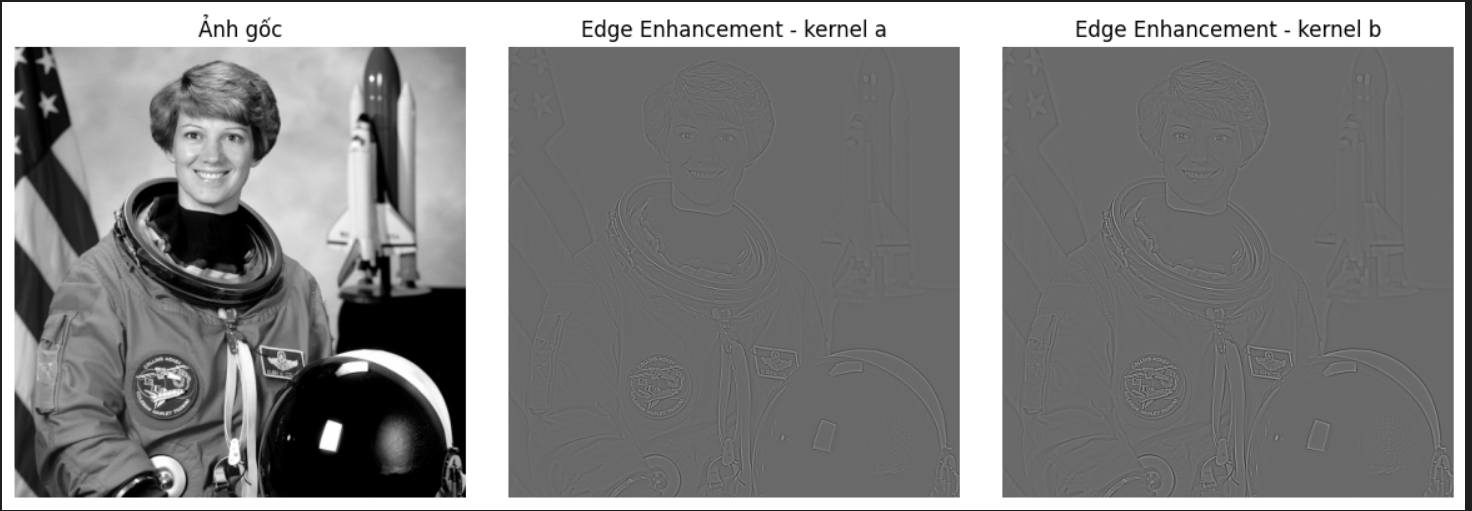 Ảnh gốc
Edge Enhancement - kernel a
Edge Enhancement - kernel b